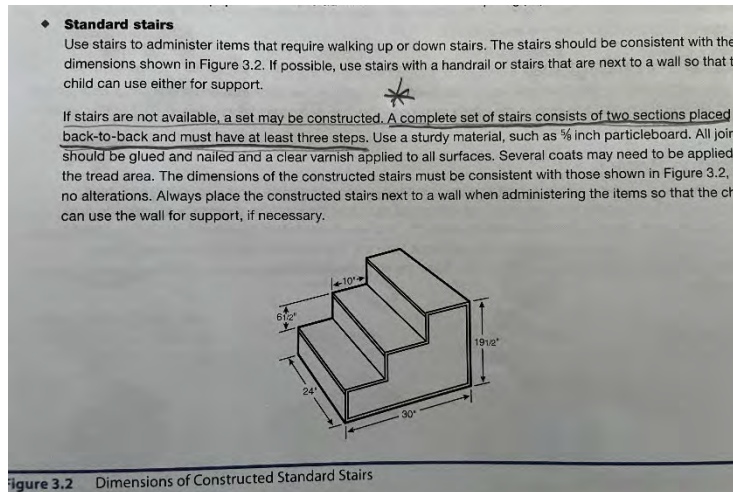 Standard stairs
Use stairs to administer items that require walking up or down stairs. The stairs should be consistent with the
dimensions shown in Figure 3.2. If possible, use stairs with a handrail or stairs that are next to a wall so that
child can use either for support.
If stairs are not available, a set may be constructed. A complete set of stairs consists of two sections placed
back-to-back and must have at least three steps. Use a sturdy material, such as ⅝ inch particleboard. All
should be glued and nailed and a clear varnish applied to all surfaces. Several coats may need to be applied
the tread area. The dimensions of the constructed stairs must be consistent with those shown in Figure 3.2,
no alterations. Always place the constructed stairs next to a wall when administering the items so that the
can use the wall for support, if necessary.
10"
61/2"
191/2"
24"
30"
Figure 3.2 Dimensions of Constructed Standard Stairs